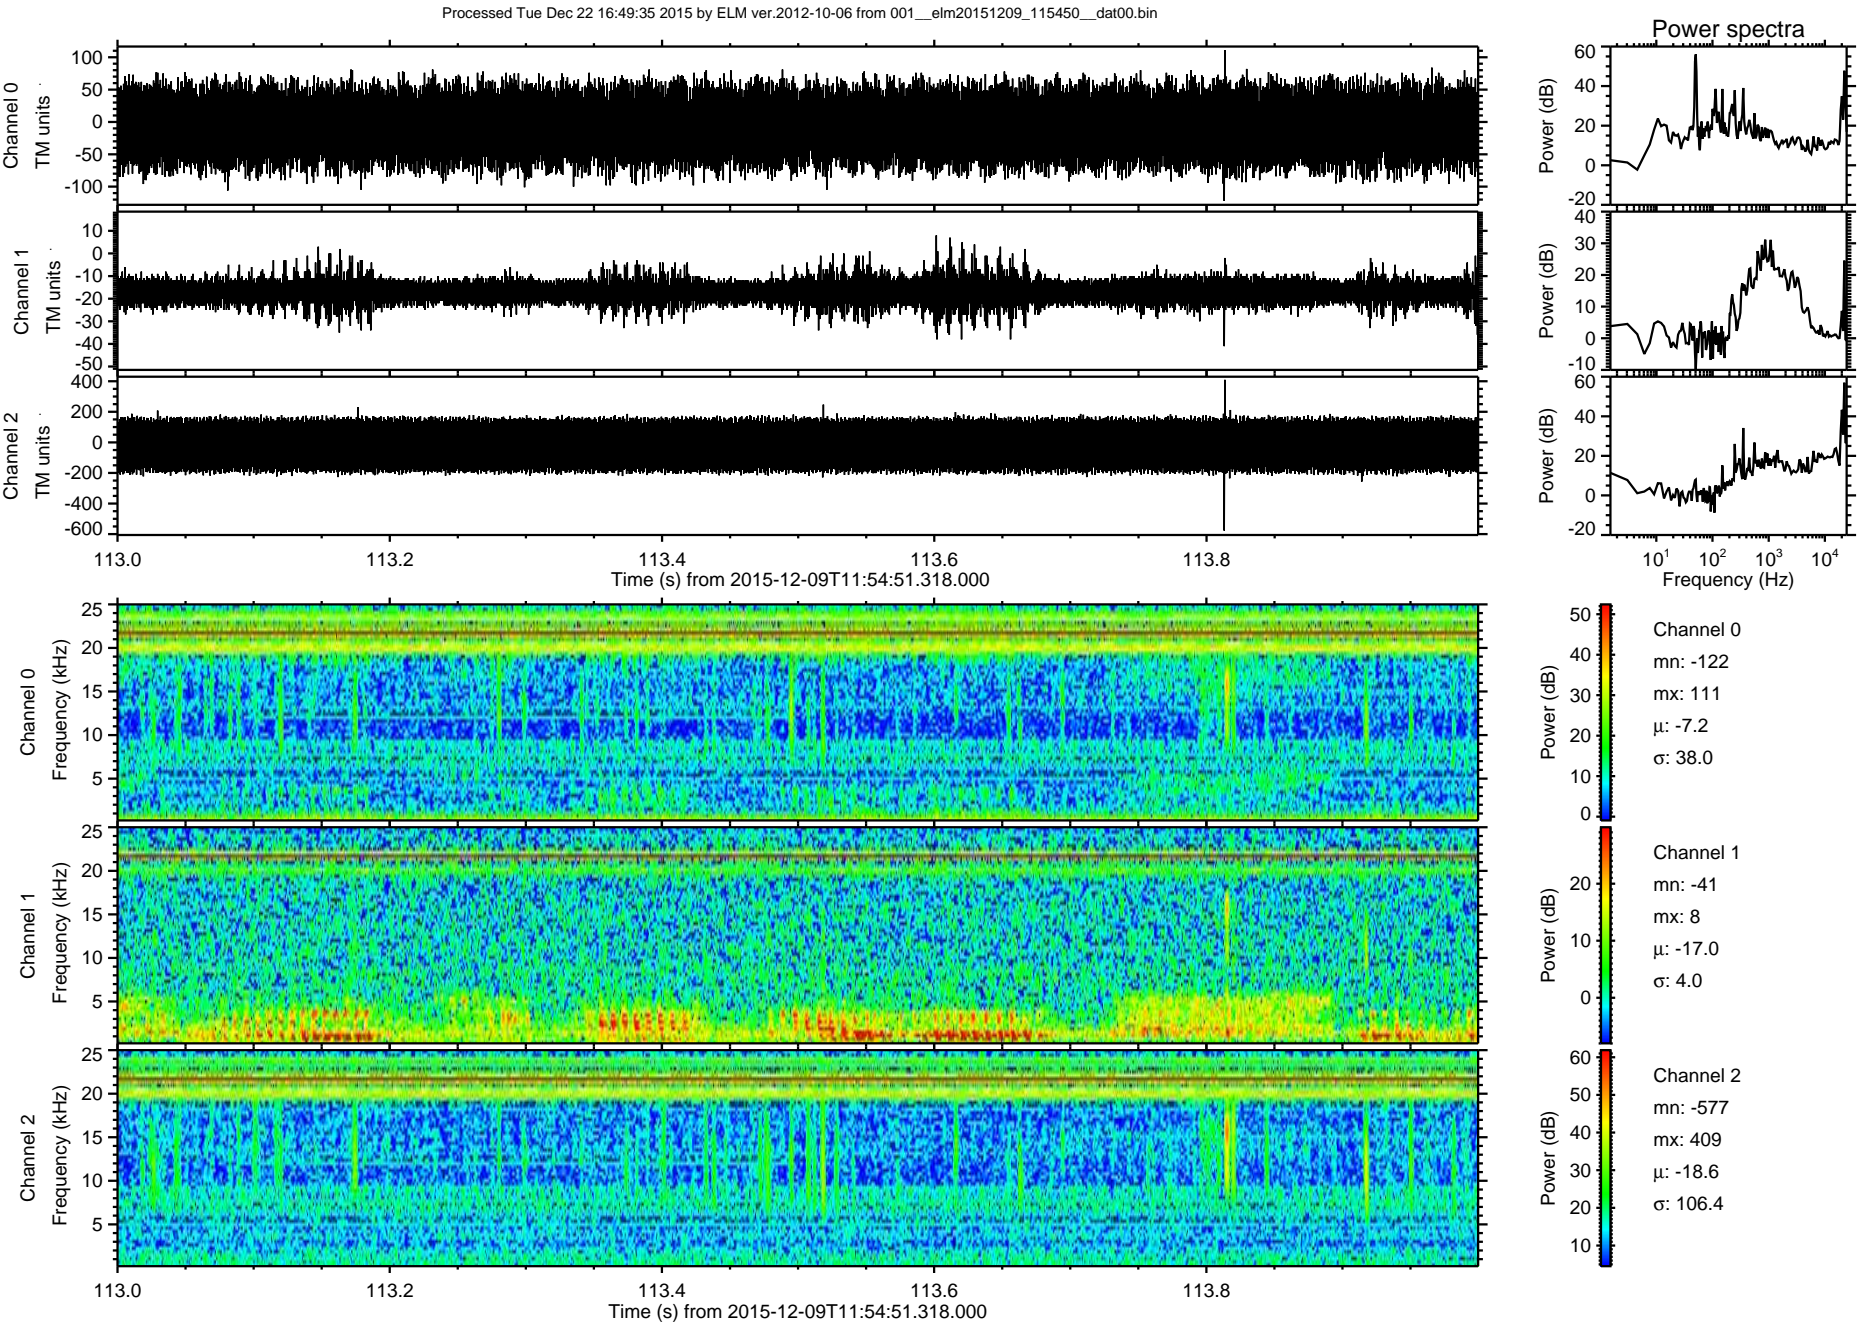 Processed Tue Dec 22 16:49:35 2015 by ELM ver.2012-10-06 from 001__elm20151209_115450__dat00.bin
Power spectra
Channel 0
TM units
100
50
0
-50
-100
Power (dB)
60
40
20
0
-20
Channel 1
TM units
10
0
-10
-20
-30
-40
-50
Power (dB)
40
30
20
10
0
-10
Channel 2
TM units
400
200
0
-200
-400
-600
Power (dB)
60
40
20
0
-20
113.0
113.2
113.4
113.6
113.8
Time (s) from 2015-12-09T11:54:51.318.000
10^1
10^2
10^3
10^4
Frequency (Hz)
Channel 0
Frequency (kHz)
25
20
15
10
5
Power (dB)
50
40
30
20
10
0
Channel 0
mn: -122
mx: 111
μ: -7.2
σ: 38.0
Channel 1
Frequency (kHz)
25
20
15
10
5
Power (dB)
20
10
0
Channel 1
mn: -41
mx: 8
μ: -17.0
σ: 4.0
Channel 2
Frequency (kHz)
25
20
15
10
5
Power (dB)
60
50
40
30
20
10
Channel 2
mn: -577
mx: 409
μ: -18.6
σ: 106.4
113.0
113.2
113.4
113.6
113.8
Time (s) from 2015-12-09T11:54:51.318.000